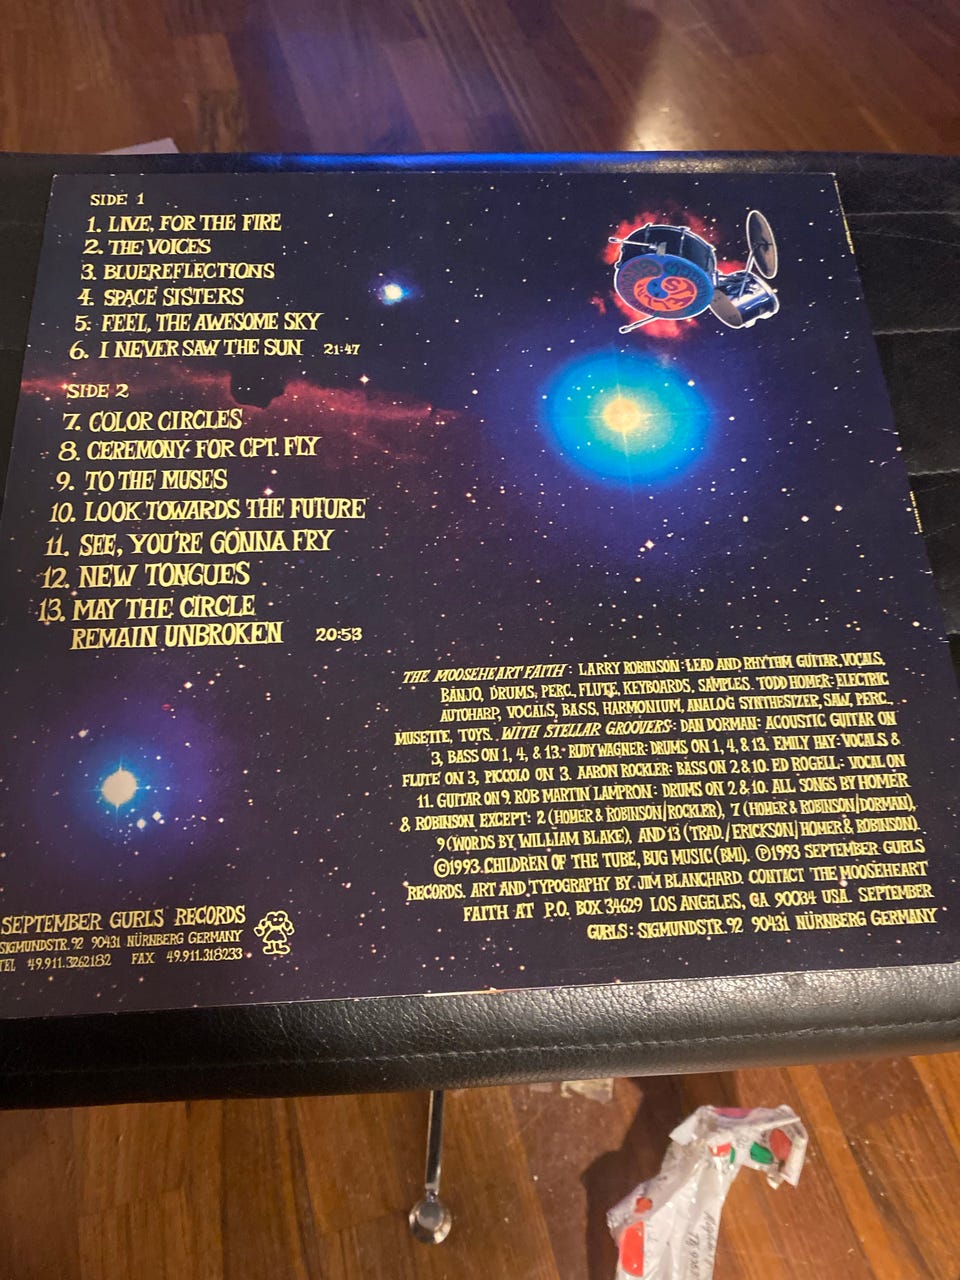 SIDE 1
1. LIVE, FOR THE FIRE
2. THE VOICES
3. BLUEREFLECTIONS
4. SPACE SISTERS
5. FEEL, THE AWESOME SKY
6. I NEVER SAW THE SUN 21:47
SIDE 2
7. COLOR CIRCLES
8. CEREMONY FOR CPT. FLY
9. TO THE MUSES
10. LOOK TOWARDS THE FUTURE
11. SEE, YOU'RE GONNA FRY
12. NEW TONGUES
13. MAY THE CIRCLE
REMAIN UNBROKEN 20:53
THE MOOSEHEART FAITH: LARRY ROBINSON: LEAD AND RHYTHM GUITAR, VOCALS,
BANJO, DRUMS, PERC., FLUTE, KEYBOARDS, SAMPLES. TODD HOMER: ELECTRIC
AUTOHARP, VOCALS, BASS, HARMONIUM, ANALOG SYNTHESIZER, SAW, PERC.,
MUSETTE, TOYS. WITH STELLAR GROOVERS: DAN DORMAN: ACOUSTIC GUITAR ON
3, BASS ON 1, 4, & 13. RUDY WAGNER: DRUMS ON 1, 4, & 13. EMILY HAY: VOCALS &
FLUTE ON 3, PICCOLO ON 3. AARON ROCKLER: BASS ON 2 & 10. ED ROGELL: VOCAL ON
11. GUITAR ON 9, ROB MARTIN LAMPRON: DRUMS ON 2 & 10. ALL SONGS BY HOMER
& ROBINSON EXCEPT: 2 (HOMER & ROBINSON/ROCKLER), 7 (HOMER & ROBINSON/DORMAN),
9 (WORDS BY WILLIAM BLAKE), AND 13 (TRAD./ERICKSON/HOMER & ROBINSON).
©1993 CHILDREN OF THE TUBE, BUG MUSIC (BMI). ℗1993 SEPTEMBER GURLS
RECORDS. ART AND TYPOGRAPHY BY JIM BLANCHARD. CONTACT THE MOOSEHEART
FAITH AT P.O. BOX 34629 LOS ANGELES, CA 90034 USA. SEPTEMBER
GURLS: SIGMUNDSTR. 92 90431 NÜRNBERG GERMANY
SEPTEMBER GURLS RECORDS
SIGMUNDSTR. 92 90431 NÜRNBERG GERMANY
TEL 49.911.3262182 FAX 49.911.318233